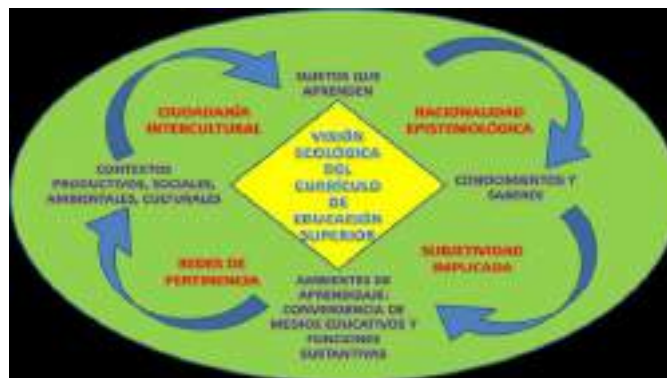 SUJETOS QUE
APRENDEN
CIUDADANÍA
INTERCULTURAL
RACIONALIDAD
EPISTEMOLÓGICA
VISIÓN
ECOLÓGICA
DEL
CURRÍCULO
DE
EDUCACIÓN
SUPERIOR
CONTEXTOS
PRODUCTIVOS, SOCIALES,
AMBIENTALES, CULTURALES
CONOCIMIENTOS Y
SABERES
REDES DE
PERTINENCIA
SUBJETIVIDAD
IMPLICADA
AMBIENTES DE
APRENDIZAJE:
CONVERGENCIA DE
MEDIOS EDUCATIVOS Y
FUNCIONES
SUSTANTIVAS